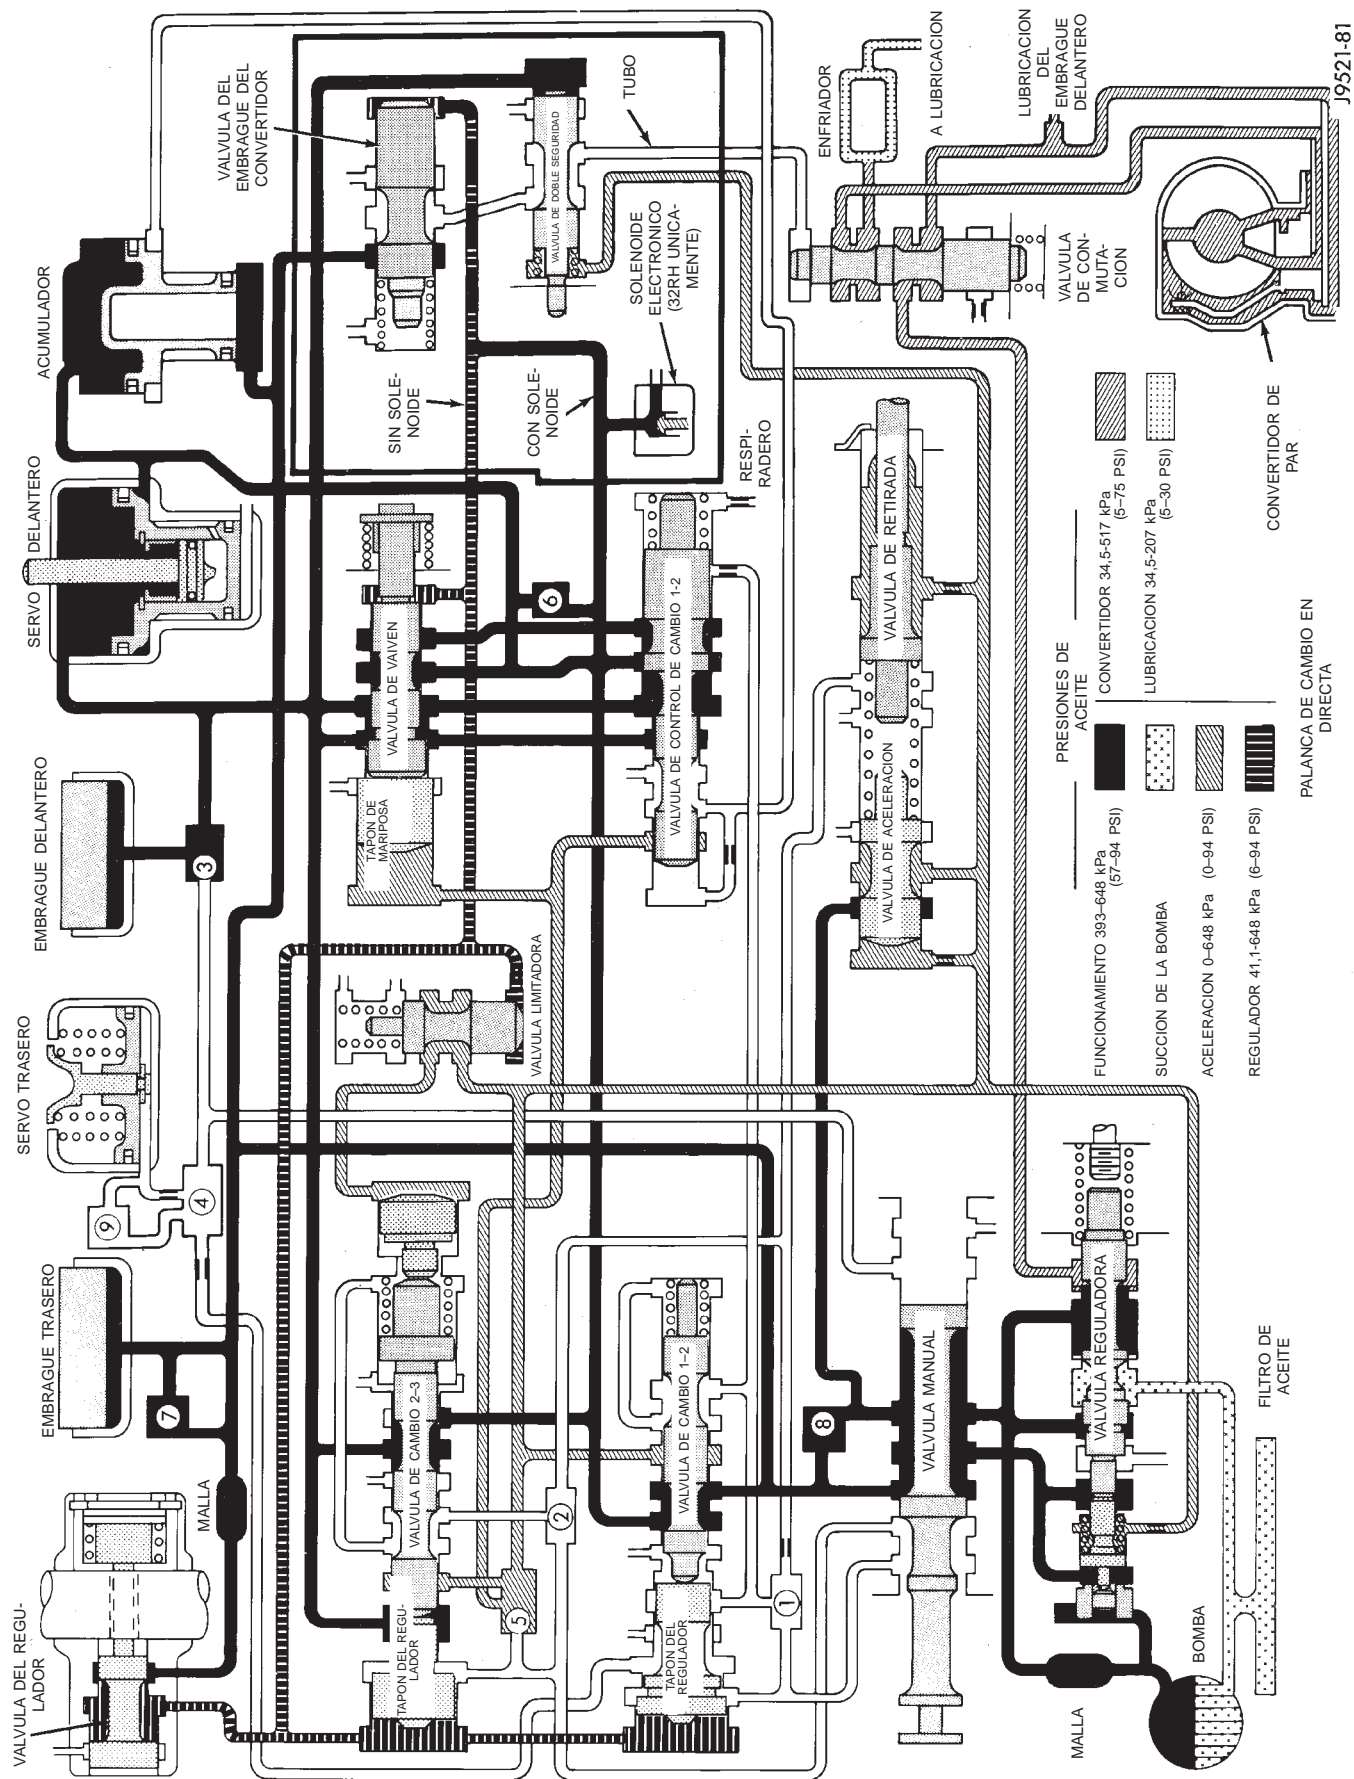 VALVULA DEL REGU-
LADOR
MALLA
EMBRAGUE TRASERO
7
SERVO TRASERO
9
4
EMBRAGUE DELANTERO
3
SERVO DELANTERO
ACUMULADOR
VALVULA DEL
EMBRAGUE DEL
CONVERTIDOR
TAPON DEL REGU-
LADOR
VALVULA DE CAMBIO 2-3
5
2
VALVULA LIMITADORA
TAPON DE
MARIPOSA
VALVULA DE VAIVEN
6
SIN SOLE-
NOIDE
CON SOLE-
NOIDE
VALVULA DE DOBLE SEGURIDAD
TUBO
SOLENOIDE
ELECTRONICO
(32RH UNICA-
MENTE)
TAPON DEL
REGULADOR
VALVULA DE CAMBIO 1–2
1
8
VALVULA DE CONTROL DE CAMBIO 1-2
RESPI-
RADERO
VALVULA DE ACELERACION
VALVULA DE RETIRADA
ENFRIADOR
A LUBRICACION
LUBRICACION
DEL
EMBRAGUE
DELANTERO
VALVULA
DE CON-
MUTA-
CION
VALVULA MANUAL
VALVULA REGULADORA
MALLA
BOMBA
FILTRO DE
ACEITE
PRESIONES DE
ACEITE
FUNCIONAMIENTO 393–648 kPa
(57–94 PSI)
SUCCION DE LA BOMBA
ACELERACION 0–648 kPa (0–94 PSI)
REGULADOR 41,1-648 kPa (6–94 PSI)
CONVERTIDOR 34,5-517 kPa
(5–75 PSI)
LUBRICACION 34,5-207 kPa
(5–30 PSI)
PALANCA DE CAMBIO EN
DIRECTA
CONVERTIDOR DE
PAR
J9521-81